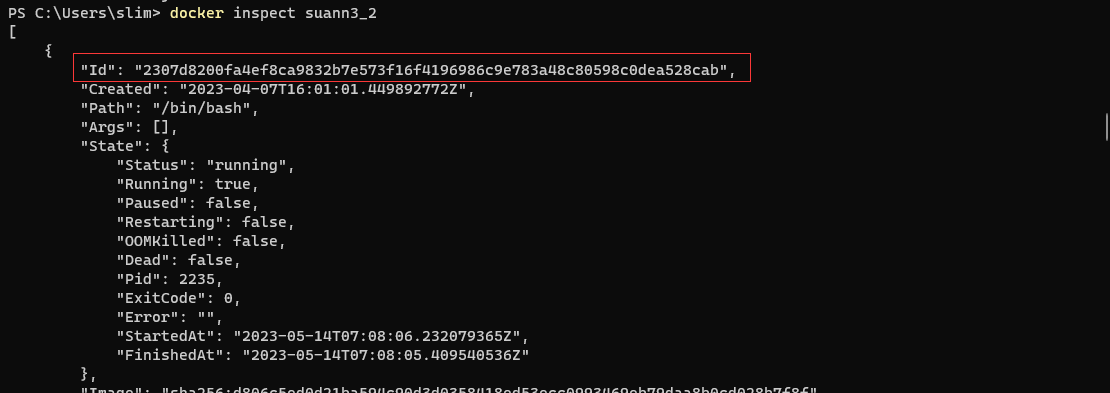 PS C:\Users\slim> docker inspect suann3_2
[
    {
        "Id": "2307d8200fa4ef8ca9832b7e573f16f4196986c9e783a48c80598c0dea528cab",
        "Created": "2023-04-07T16:01:01.449892772Z",
        "Path": "/bin/bash",
        "Args": [],
        "State": {
            "Status": "running",
            "Running": true,
            "Paused": false,
            "Restarting": false,
            "OOMKilled": false,
            "Dead": false,
            "Pid": 2235,
            "ExitCode": 0,
            "Error": "",
            "StartedAt": "2023-05-14T07:08:06.232079365Z",
            "FinishedAt": "2023-05-14T07:08:05.409540536Z"
        },